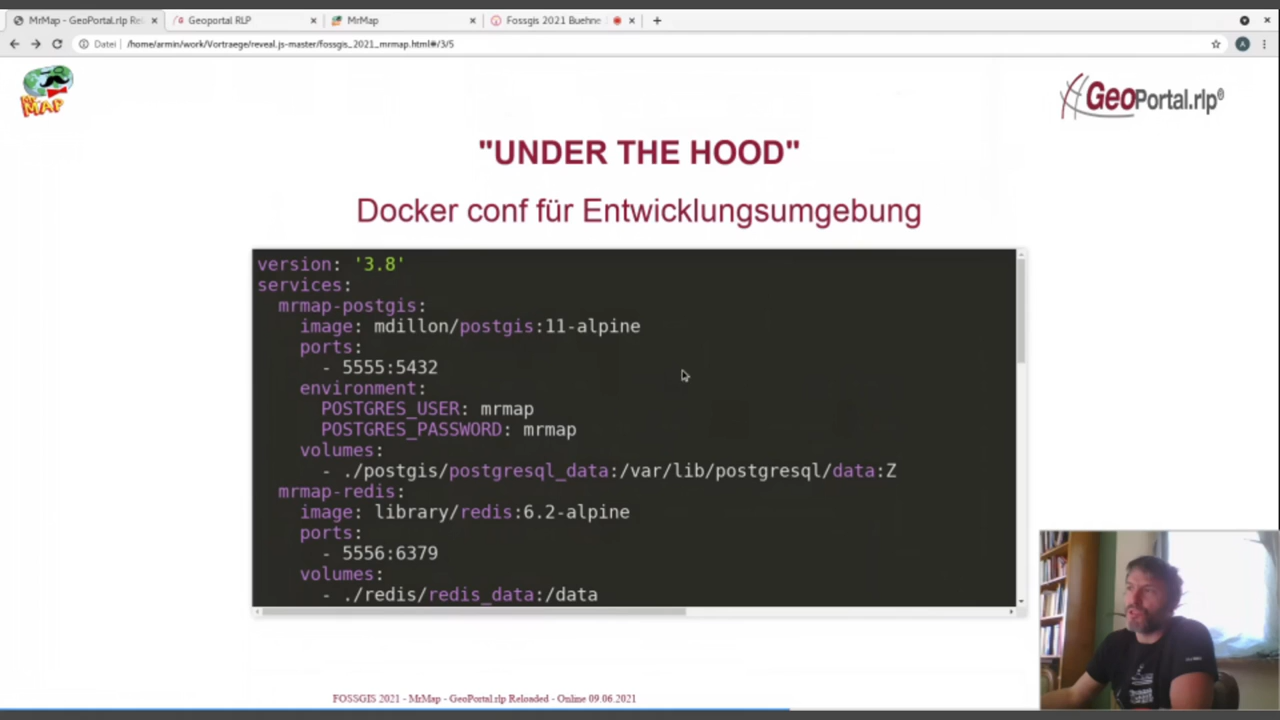 MrMap - GeoPortal.rlp Rel
Geoportal RLP
MrMap
Fossgis 2021 Buehne
Datei
/home/armin/work/Vortraege/reveal.js-master/fossgis_2021_mrmap.html#/3/5
A
MAP
GeoPortal.rlp®
"UNDER THE HOOD"
Docker conf für Entwicklungsumgebung
version: '3.8'
services:
mrmap-postgis:
image: mdillon/postgis:11-alpine
ports:
- 5555:5432
environment:
POSTGRES_USER: mrmap
POSTGRES_PASSWORD: mrmap
volumes:
- ./postgis/postgresql_data:/var/lib/postgresql/data:Z
mrmap-redis:
image: library/redis:6.2-alpine
ports:
- 5556:6379
volumes:
- ./redis/redis_data:/data
FOSSGIS 2021 - MrMap - GeoPortal.rlp Reloaded - Online 09.06.2021